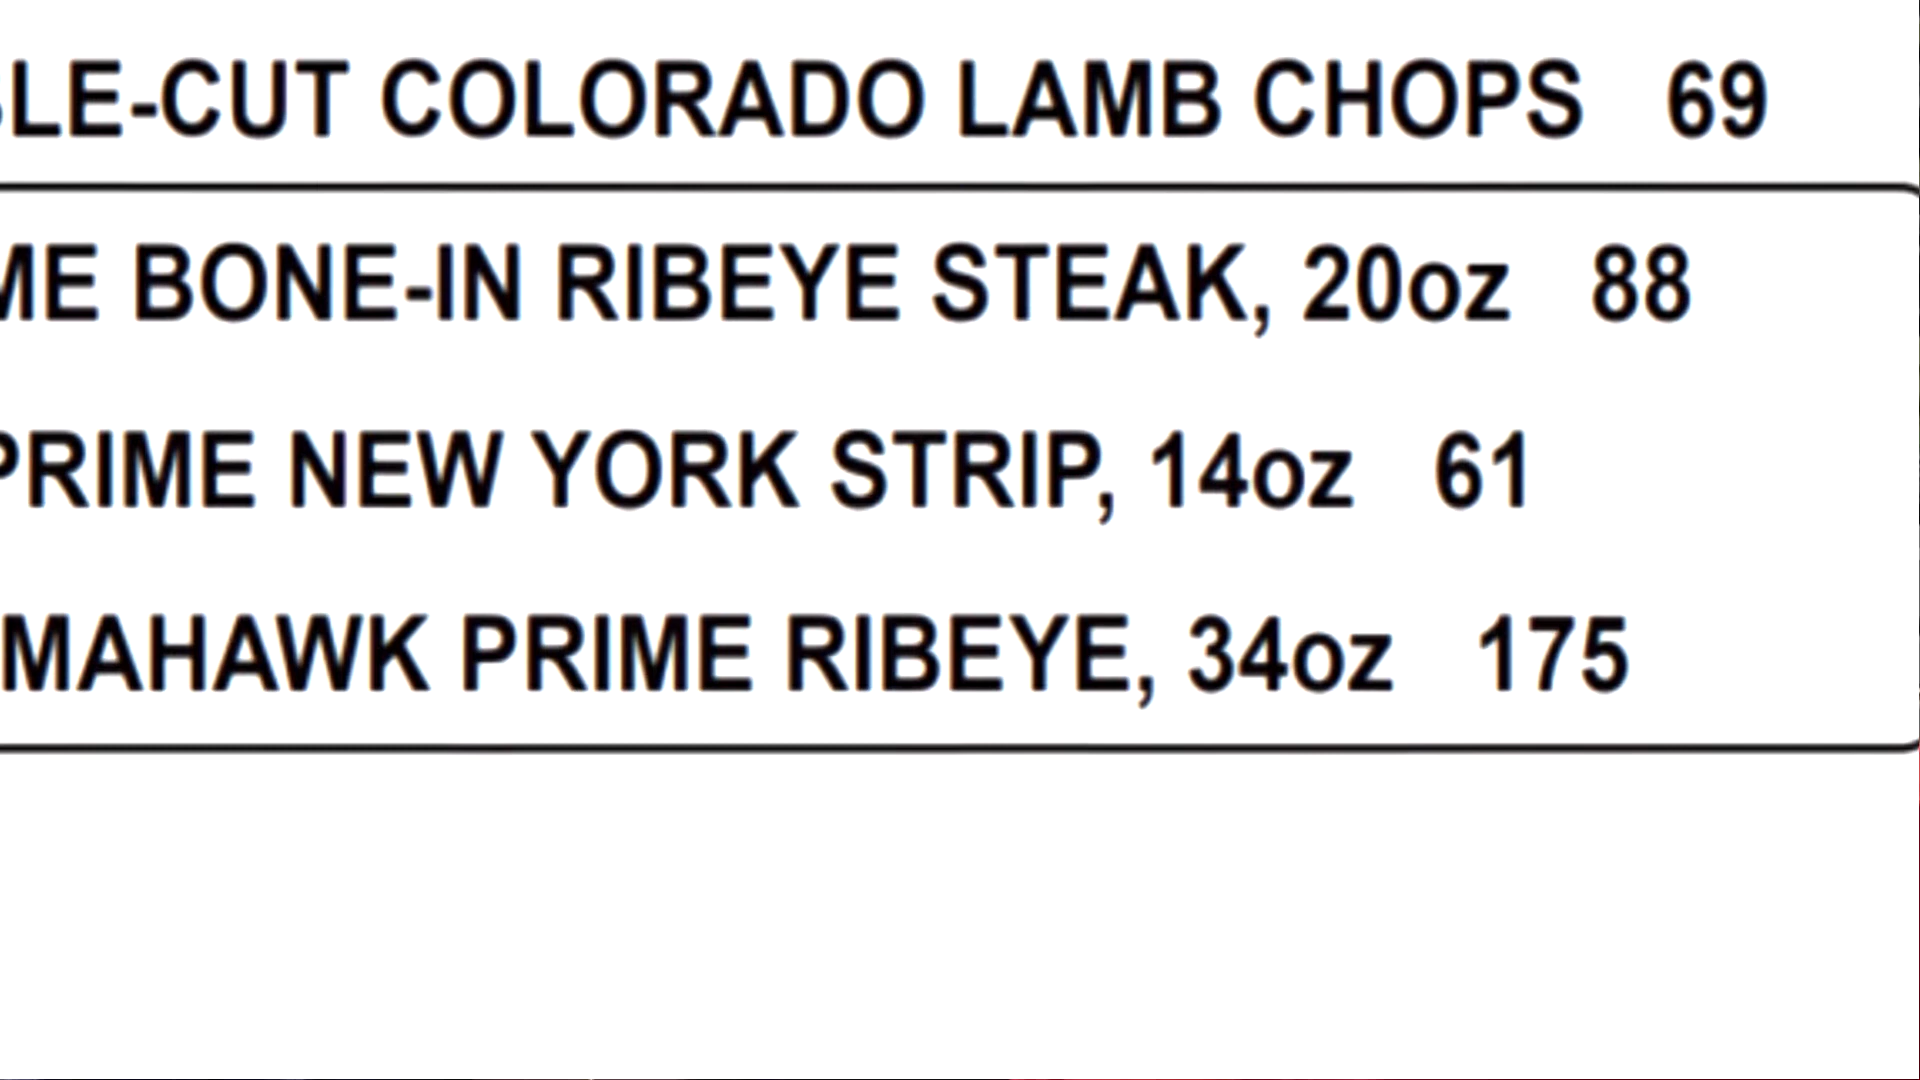 LE-CUT COLORADO LAMB CHOPS 69
ME BONE-IN RIBEYE STEAK, 20oz 88
PRIME NEW YORK STRIP, 14oz 61
MAHAWK PRIME RIBEYE, 34oz 175